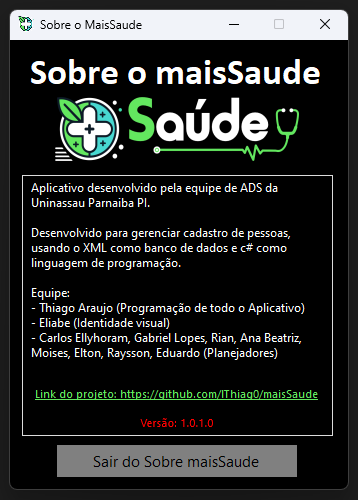 Sobre o MaisSaude
Sobre o maisSaude
Saúde
Aplicativo desenvolvido pela equipe de ADS da
Uninassau Parnaiba PI.
Desenvolvido para gerenciar cadastro de pessoas,
usando o XML como banco de dados e c# como
linguagem de programação.
Equipe:
- Thiago Araujo (Programação de todo o Aplicativo)
- Eliabe (Identidade visual)
- Carlos Ellyhoram, Gabriel Lopes, Rian, Ana Beatriz,
Moises, Elton, Raysson, Eduardo (Planejadores)
Link do projeto: https://github.com/IThiag0/maisSaude
Versão: 1.0.1.0
Sair do Sobre maisSaude